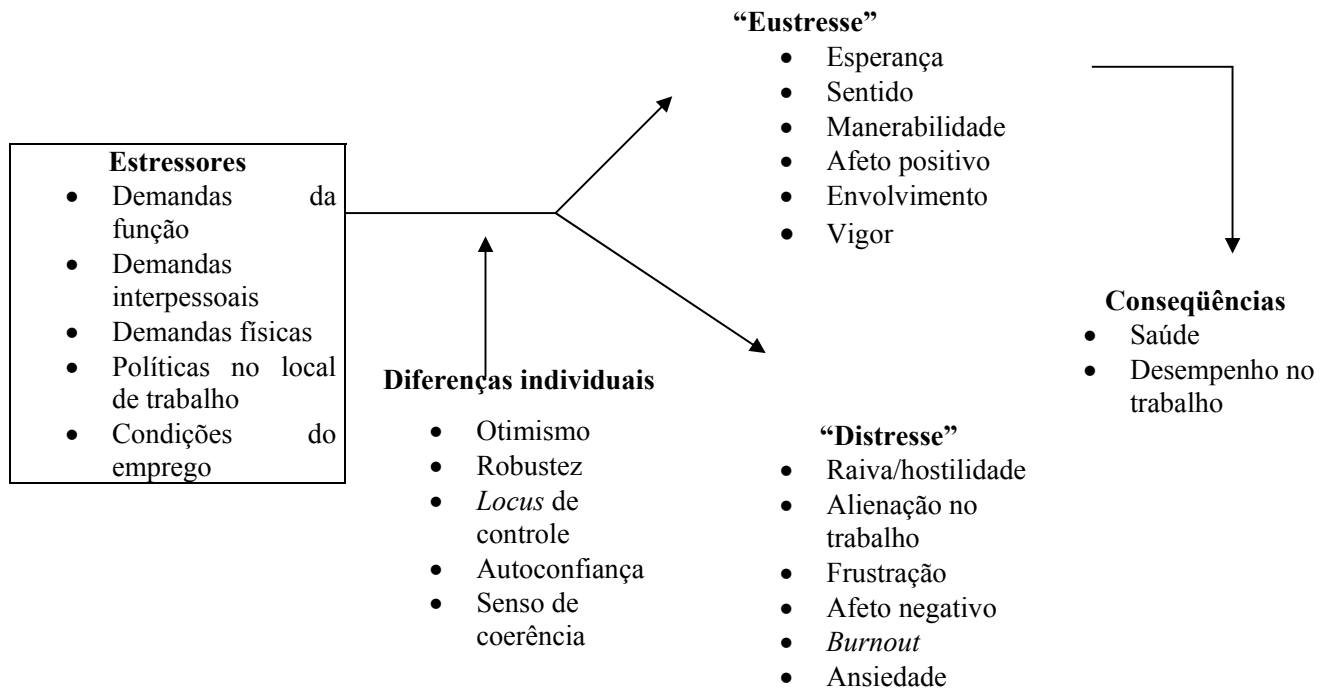 “Eustresse”
• Esperança
• Sentido
• Manerabilidade
• Afeto positivo
• Envolvimento
• Vigor
Estressores
• Demandas da
função
• Demandas
interpessoais
• Demandas físicas
• Políticas no local
de trabalho
• Condições do
emprego
Diferenças individuais
• Otimismo
• Robustez
• Locus de
controle
• Autoconfiança
• Senso de
coerência
“Distresse”
• Raiva/hostilidade
• Alienação no
trabalho
• Frustração
• Afeto negativo
• Burnout
• Ansiedade
Conseqüências
• Saúde
• Desempenho no
trabalho